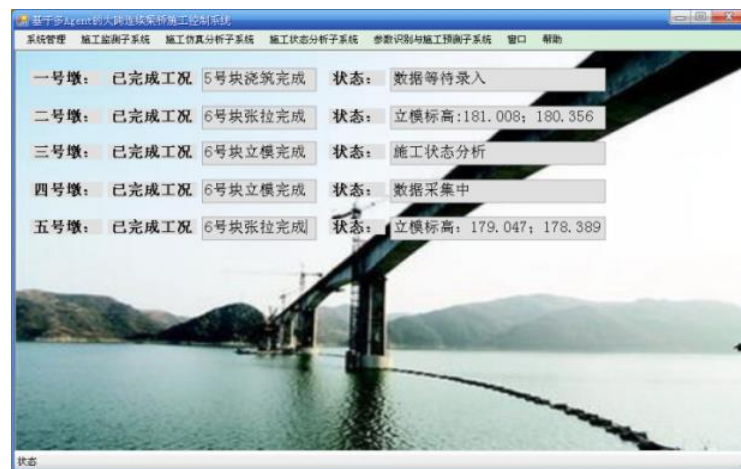 基于多Agent的大跨连续梁桥施工控制系统
系统管理 施工监测子系统 施工仿真分析子系统 施工状态分析子系统 参数识别与施工预测子系统 窗口 帮助
一号墩: 已完成工况 5号块浇筑完成 状态: 数据等待录入
二号墩: 已完成工况 6号块张拉完成 状态: 立模标高:181.008; 180.356
三号墩: 已完成工况 6号块立模完成 状态: 施工状态分析
四号墩: 已完成工况 6号块立模完成 状态: 数据采集中
五号墩: 已完成工况 6号块张拉完成 状态: 立模标高: 179.047; 178.389
状态